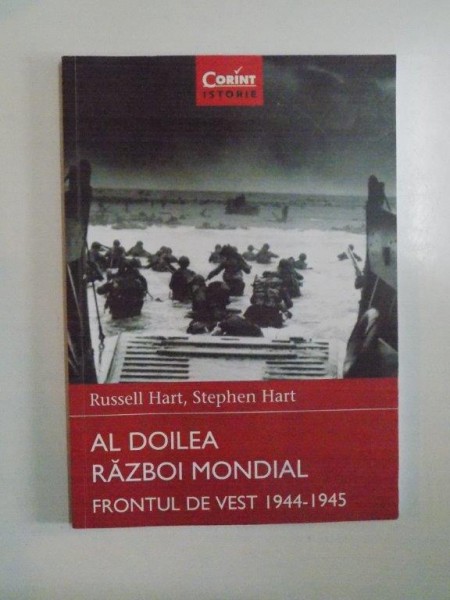 CORINT
ISTORIE
Russell Hart, Stephen Hart
AL DOILEA
RĂZBOI MONDIAL
FRONTUL DE VEST 1944-1945